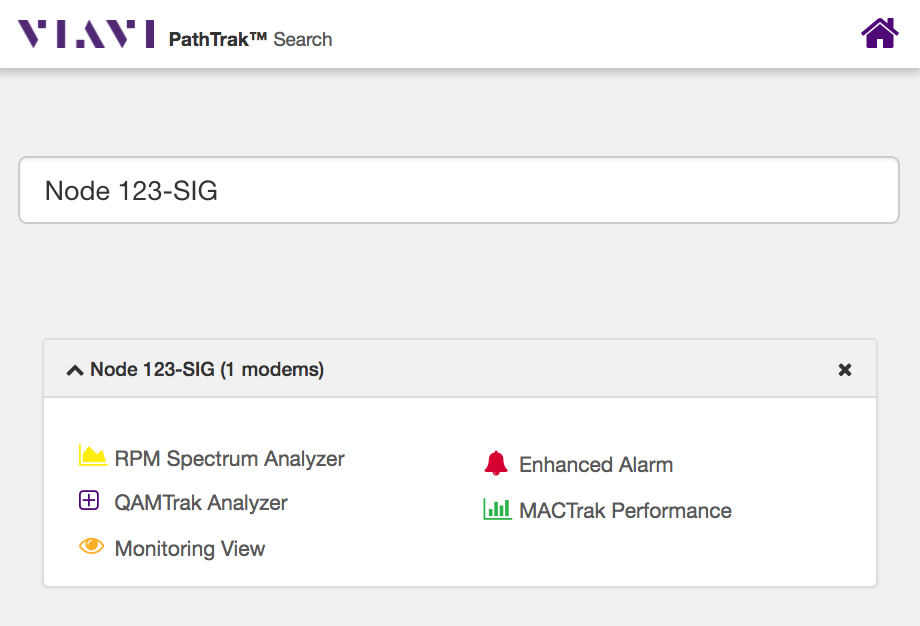 VIAVI PathTrak™ Search
Node 123-SIG
Node 123-SIG (1 modems)
RPM Spectrum Analyzer
QAMTrak Analyzer
Monitoring View
Enhanced Alarm
MACTrak Performance